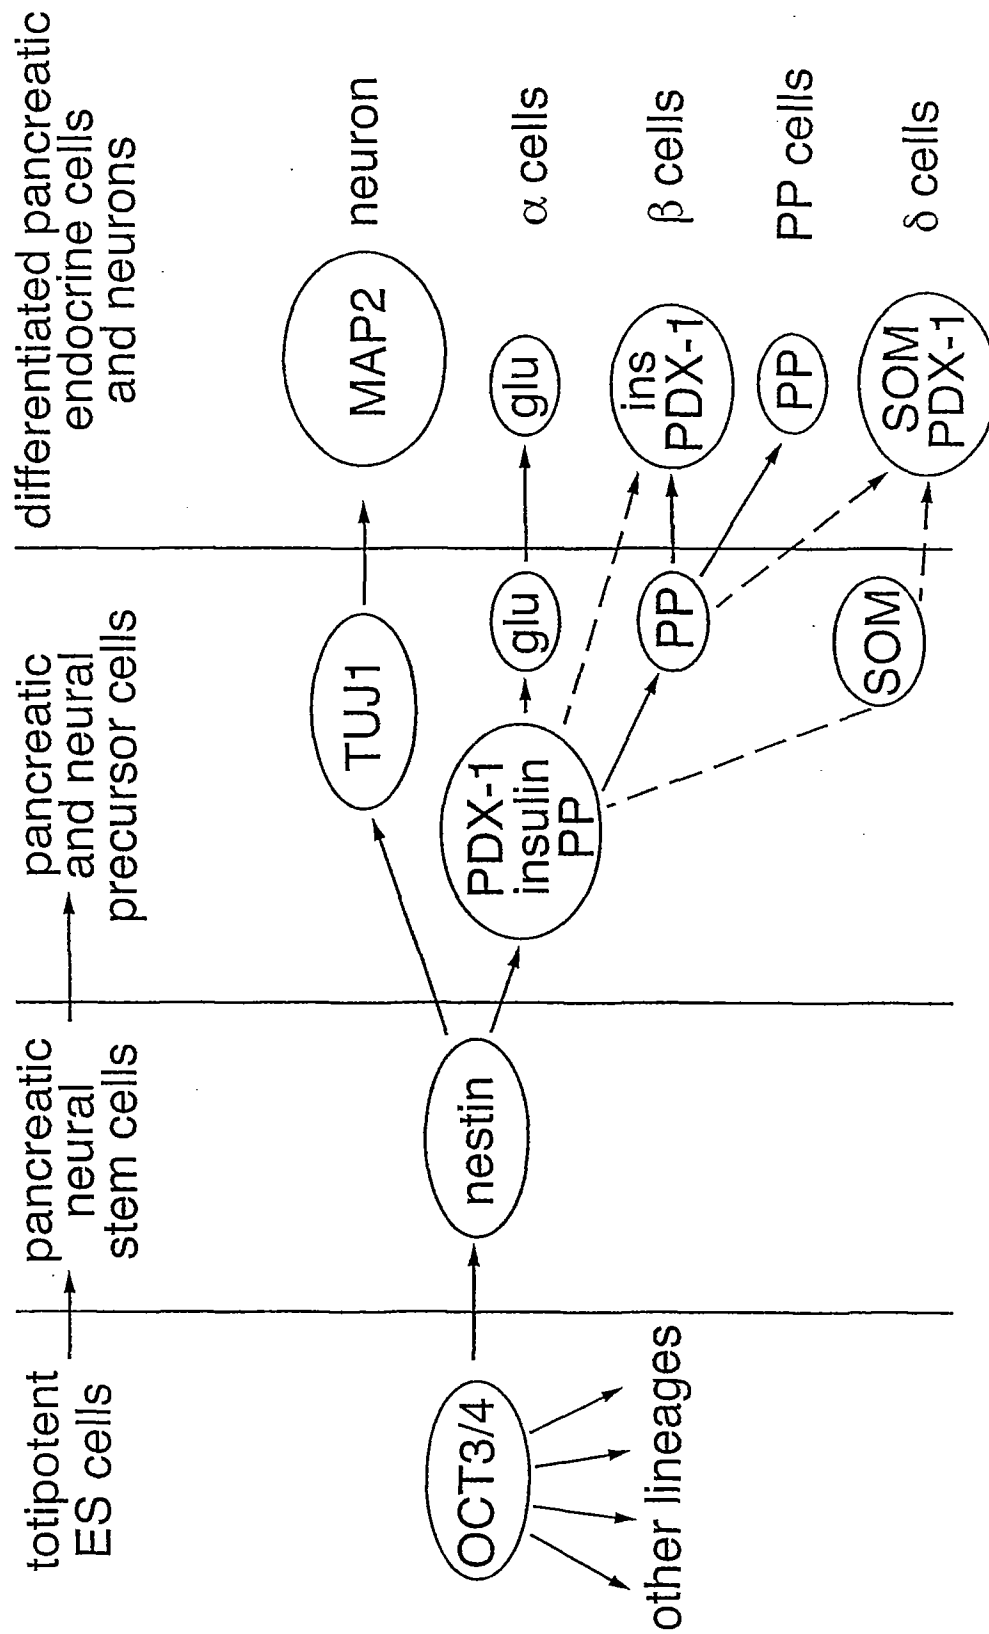 totipotent
ES cells
pancreatic
neural
stem cells
pancreatic
and neural
precursor cells
differentiated pancreatic
endocrine cells
and neurons
OCT3/4
other lineages
nestin
TUJ1
MAP2
neuron
PDX-1
insulin
PP
glu
glu
α cells
ins
PDX-1
β cells
PP
PP
PP cells
SOM
SOM
PDX-1
δ cells